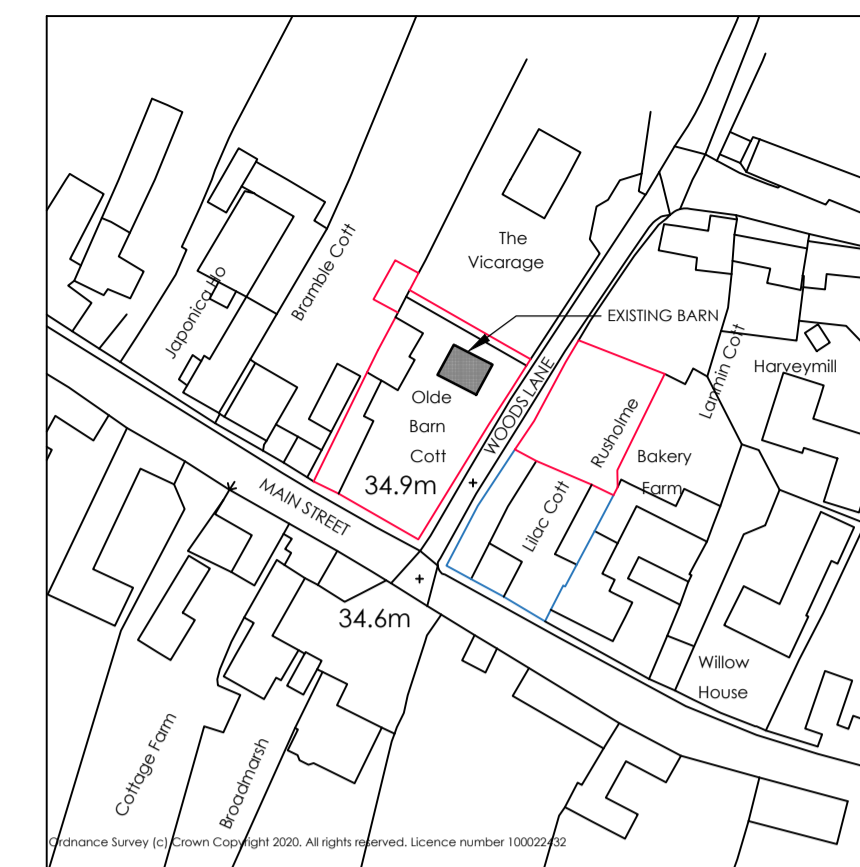 The
Vicarage
Bramble Cott
Japonica Ho
EXISTING BARN
Lanmin Cott
Harveymill
WOODS LANE
Olde
Barn
Cott
Rusholme
Bakery
Farm
34.9m
Lilac Cott
MAIN STREET
34.6m
Willow
House
Cottage Farm
Broadmarsh
Ordnance Survey (c) Crown Copyright 2020. All rights reserved. Licence number 100022432